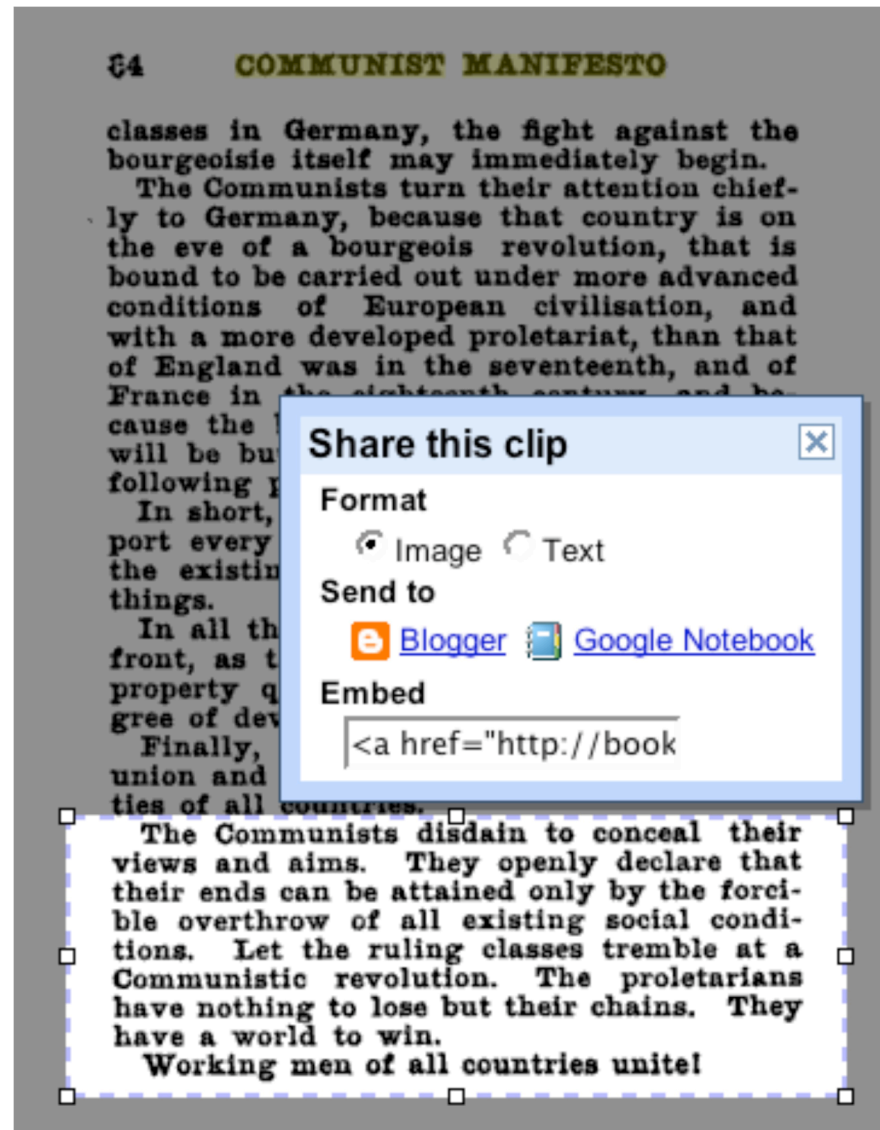 64 COMMUNIST MANIFESTO
classes in Germany, the fight against the
bourgeoisie itself may immediately begin.
The Communists turn their attention chief-
ly to Germany, because that country is on
the eve of a bourgeois revolution, that is
bound to be carried out under more advanced
conditions of European civilisation, and
with a more developed proletariat, than that
of England was in the seventeenth, and of
France in the eighteenth century, and be-
cause the
will be bu
following p
In short,
port every
the existin
things.
In all th
front, as t
property q
gree of dev
Finally,
union and
ties of all countries.
Share this clip
Format
Image Text
Send to
Blogger Google Notebook
Embed
<a href="http://book
The Communists disdain to conceal their
views and aims. They openly declare that
their ends can be attained only by the forci-
ble overthrow of all existing social condi-
tions. Let the ruling classes tremble at a
Communistic revolution. The proletarians
have nothing to lose but their chains. They
have a world to win.
Working men of all countries unite!